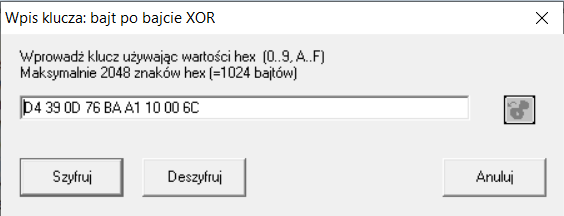 Wpis klucza: bajt po bajcie XOR
Wprowadź klucz używając wartości hex (0..9, A..F)
Maksymalnie 2048 znaków hex (=1024 bajtów)
D4 39 0D 76 BA A1 10 00 6C
Szyfruj Deszyfruj Anuluj